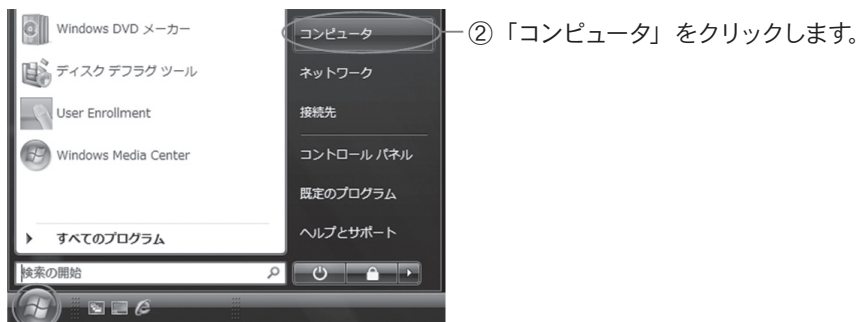 Windows DVD メーカー
ディスク デフラグ ツール
User Enrollment
Windows Media Center
すべてのプログラム
検索の開始
コンピュータ
ネットワーク
接続先
コントロール パネル
既定のプログラム
ヘルプとサポート
②「コンピュータ」をクリックします。